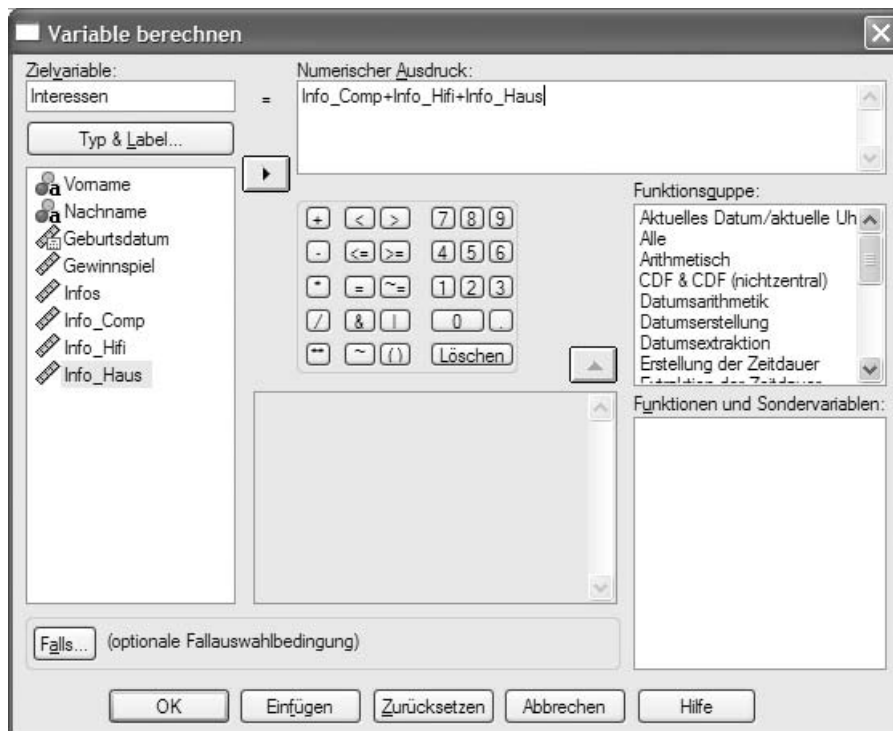 Variable berechnen
Zielvariable:
Numerischer Ausdruck:
Interessen
=
Info_Comp+Info_Hifi+Info_Haus
Typ & Label...
Vorname
Nachname
Geburtsdatum
Gewinnspiel
Infos
Info_Comp
Info_Hifi
Info_Haus
+ < > 7 8 9
- <= >= 4 5 6
* = ~= 1 2 3
/ & | 0 .
** ~ () Löschen
Funktionsgruppe:
Aktuelles Datum/aktuelle Uh
Alle
Arithmetisch
CDF & CDF (nichtzentral)
Datumsarithmetik
Datumserstellung
Datumsextraktion
Erstellung der Zeitdauer
Extraktion der Zeitdauer
Funktionen und Sondervariablen:
Falls... (optionale Fallauswahlbedingung)
OK Einfügen Zurücksetzen Abbrechen Hilfe